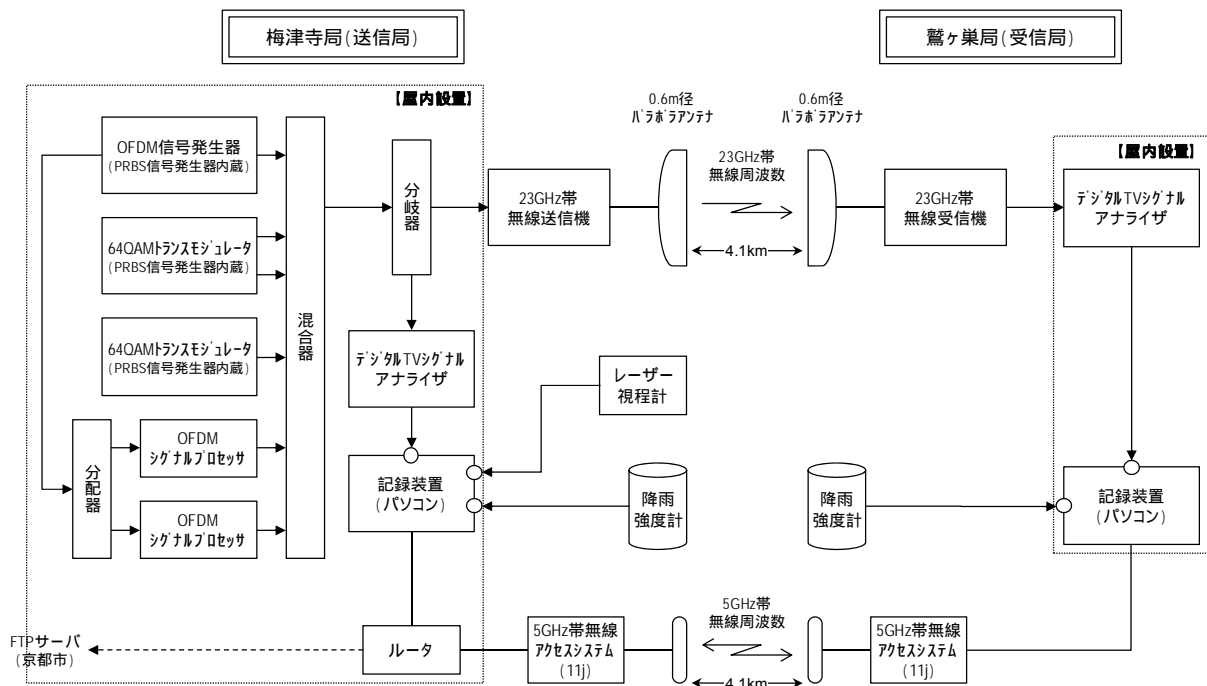 梅津寺局(送信局)
鷲ヶ巣局(受信局)
【屋内設置】
OFDM信号発生器
(PRBS信号発生器内蔵)
64QAMトランスモジュレータ
(PRBS信号発生器内蔵)
64QAMトランスモジュレータ
(PRBS信号発生器内蔵)
分配器
OFDM
シグナルプロセッサ
OFDM
シグナルプロセッサ
混合器
分岐器
デジタルTVシグナル
アナライザ
記録装置
(パソコン)
ルータ
FTPサーバ
(京都市)
23GHz帯
無線送信機
0.6m径
パラボラアンテナ
23GHz帯
無線周波数
4.1km
0.6m径
パラボラアンテナ
23GHz帯
無線受信機
レーザー
視程計
降雨
強度計
降雨
強度計
【屋内設置】
デジタルTVシグナル
アナライザ
記録装置
(パソコン)
5GHz帯無線
アクセスシステム
(11j)
5GHz帯
無線周波数
4.1km
5GHz帯無線
アクセスシステム
(11j)